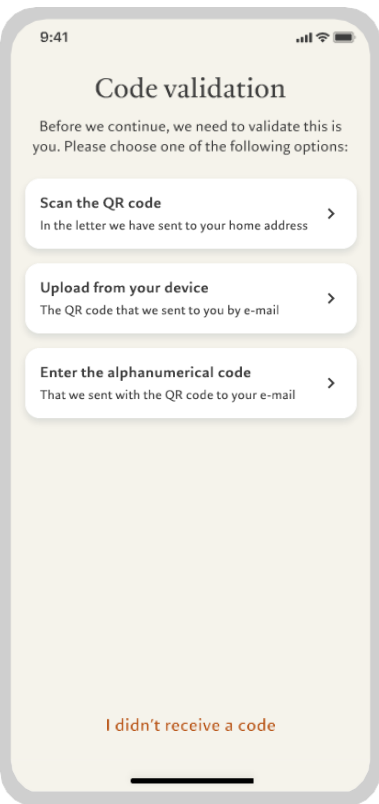 9:41
Code validation
Before we continue, we need to validate this is
you. Please choose one of the following options:
Scan the QR code
In the letter we have sent to your home address
Upload from your device
The QR code that we sent to you by e-mail
Enter the alphanumerical code
That we sent with the QR code to your e-mail
I didn't receive a code